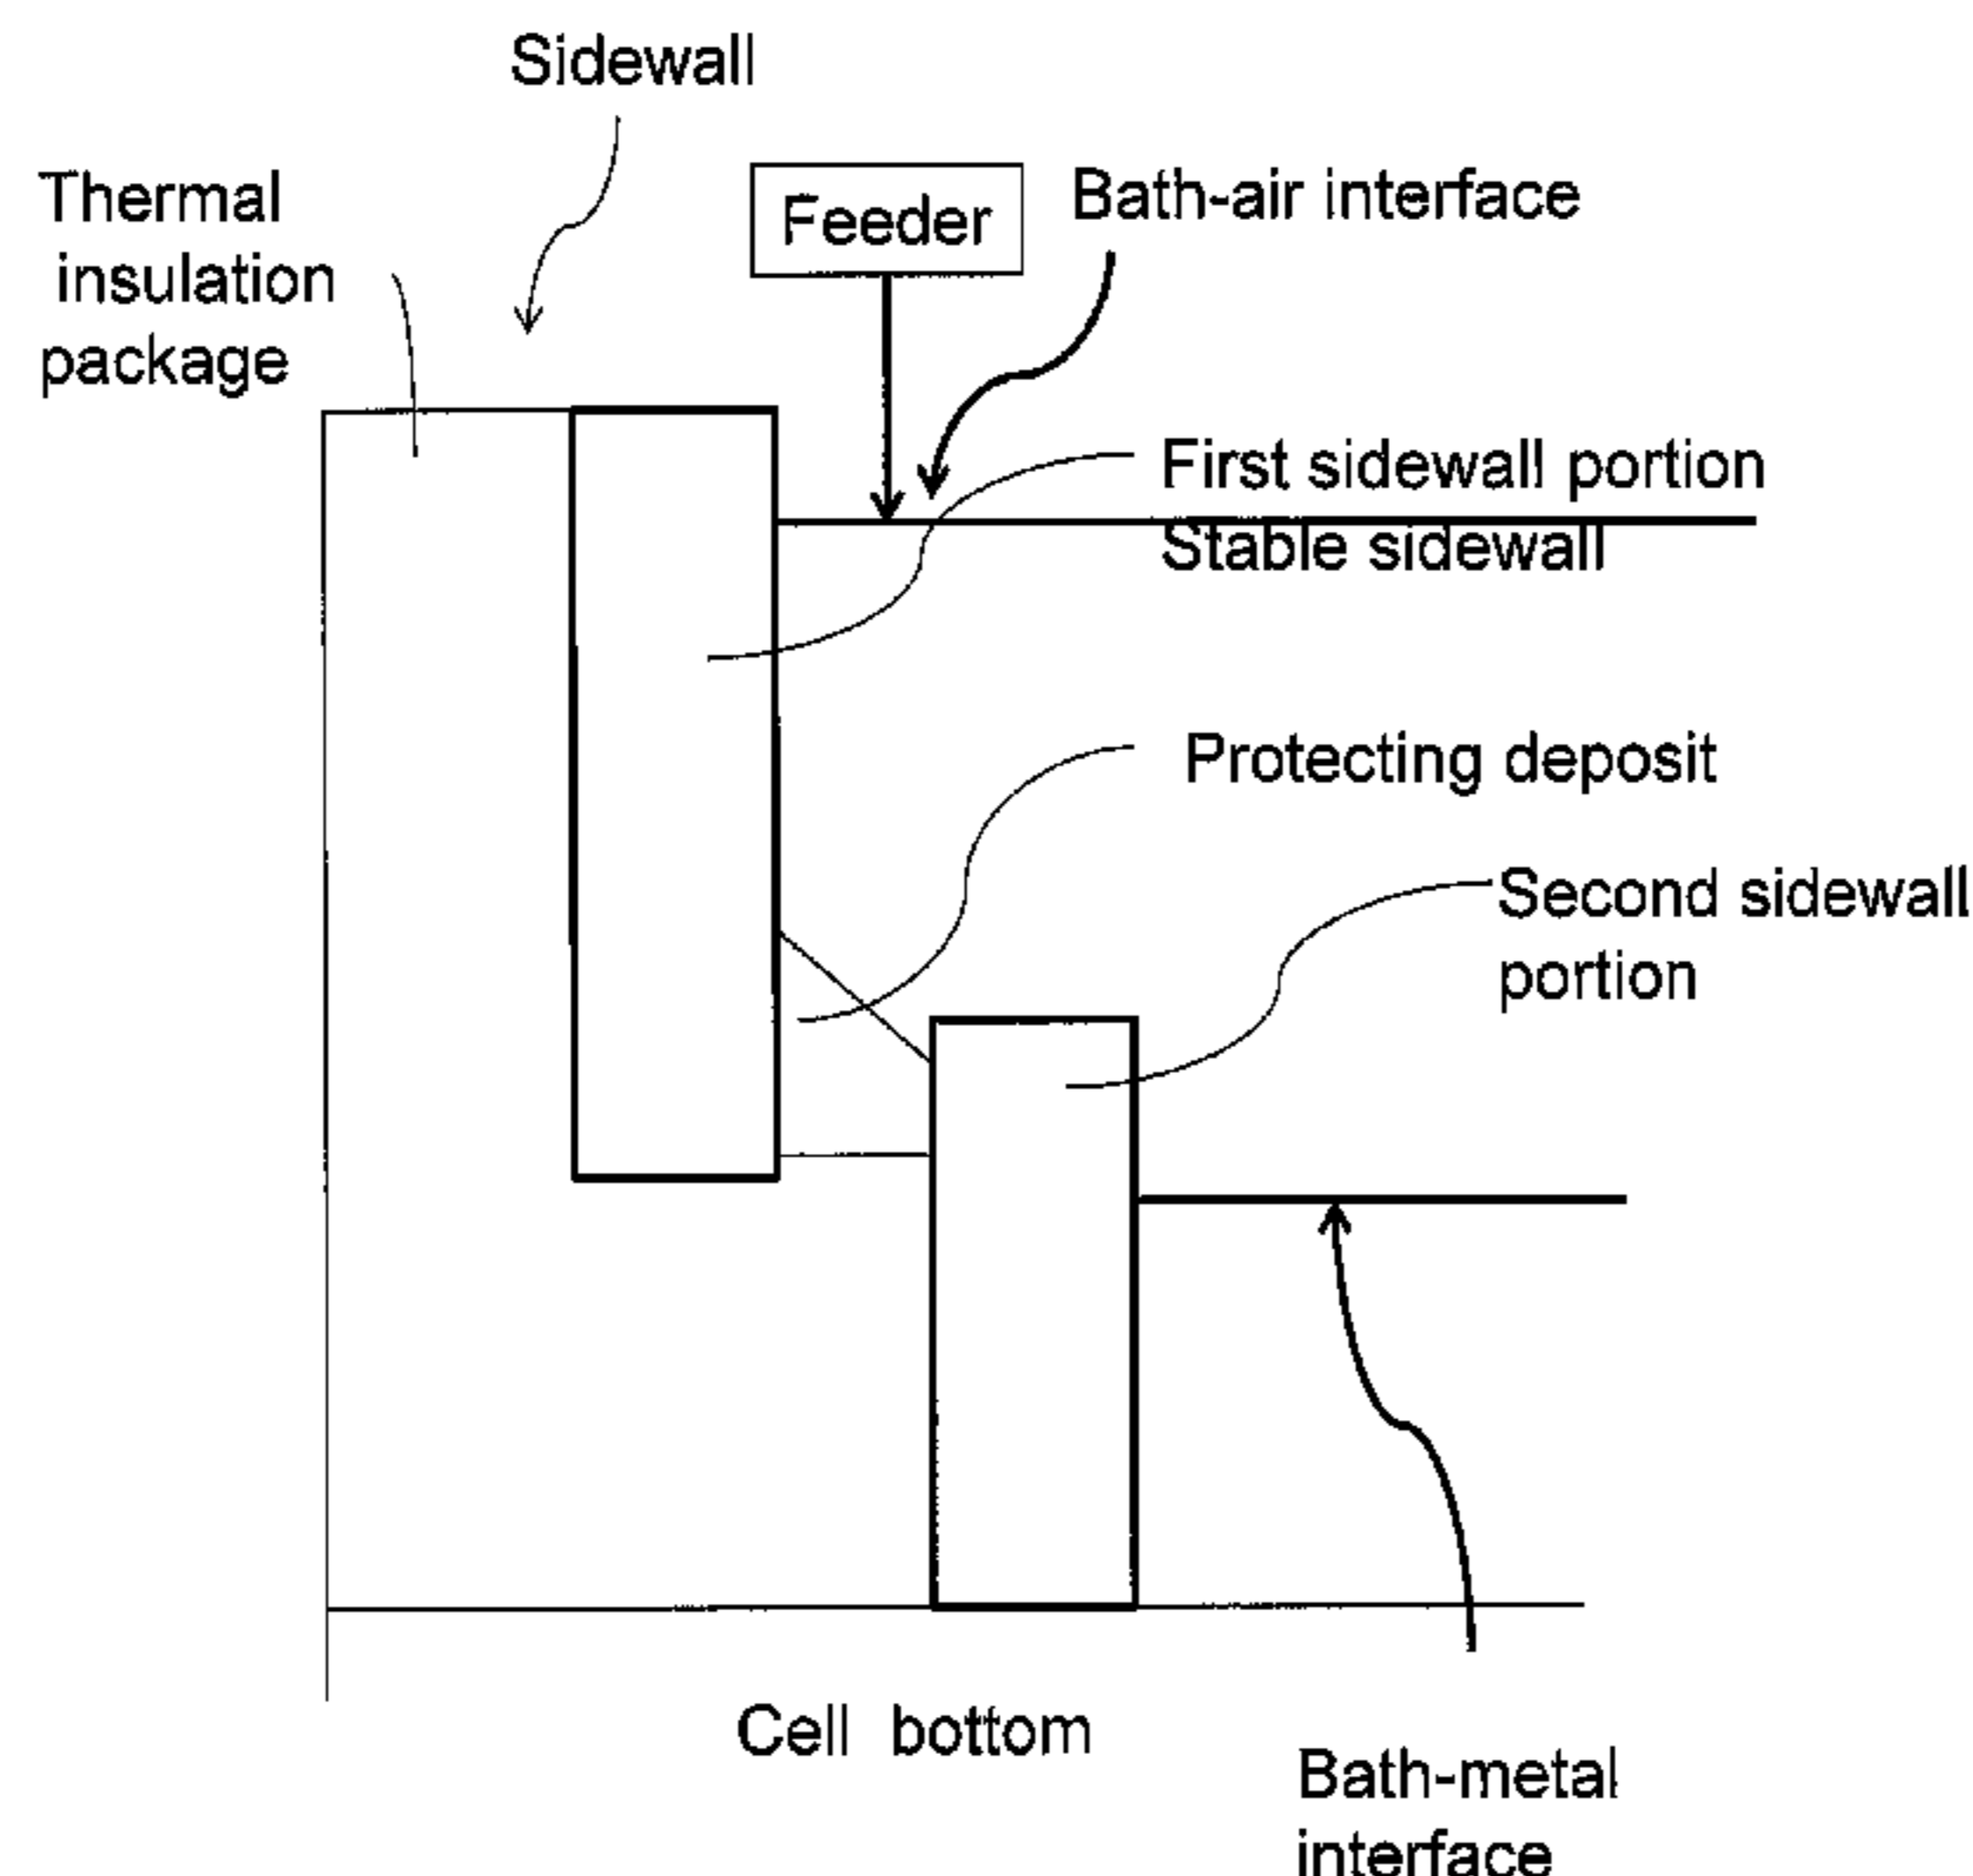 Sidewall
Thermal
insulation
package
Feeder
Bath-air interface
First sidewall portion
Stable sidewall
Protecting deposit
Second sidewall
portion
Cell bottom
Bath-metal
interface